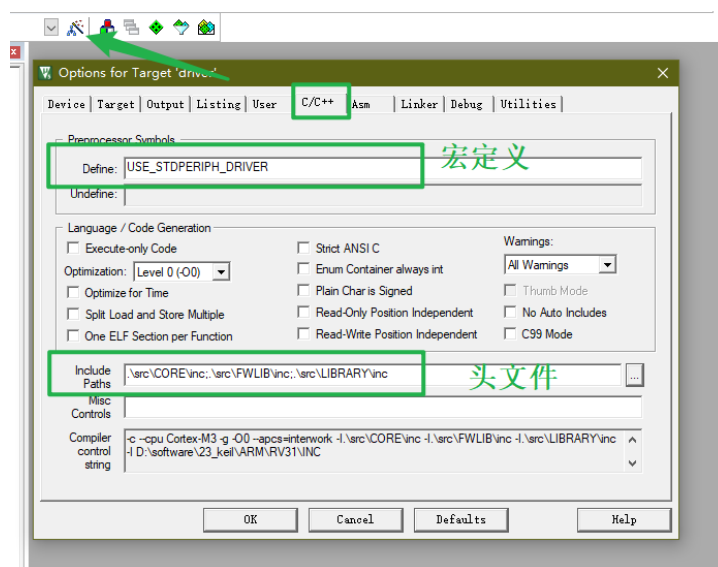 Options for Target 'driver'
Device Target Output Listing User C/C++ Asm Linker Debug Utilities
Preprocessor Symbols
Define: USE_STDPERIPH_DRIVER
宏定义
Undefine:
Language / Code Generation
Execute-only Code
Strict ANSI C
Warnings:
Optimization: Level 0 (-O0)
Enum Container always int
All Warnings
Optimize for Time
Plain Char is Signed
Thumb Mode
Split Load and Store Multiple
Read-Only Position Independent
No Auto Includes
One ELF Section per Function
Read-Write Position Independent
C99 Mode
Include Paths .\src\CORE\inc;.\src\FWLIB\inc;.\src\LIBRARY\inc
头文件
...
Misc Controls
Compiler control string
-c --cpu Cortex-M3 -g -O0 --apcs=interwork -I.\src\CORE\inc -I.\src\FWLIB\inc -I.\src\LIBRARY\inc
-I D:\software\23_keil\ARM\RV31\INC
OK Cancel Defaults Help